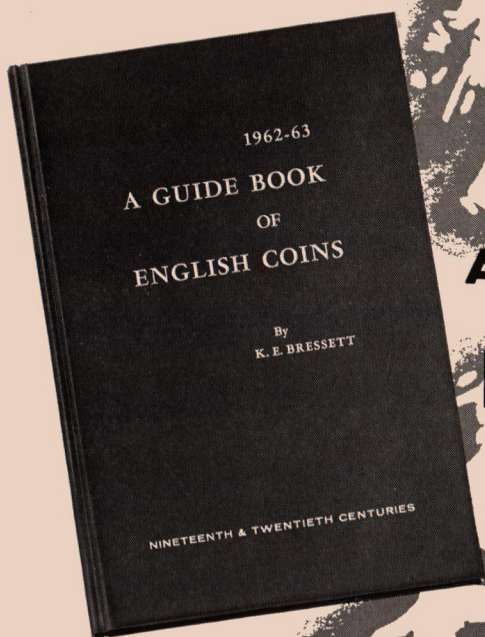 1962-63
A GUIDE BOOK
OF
ENGLISH COINS
By
K. E. BRESSETT
NINETEENTH & TWENTIETH CENTURIES